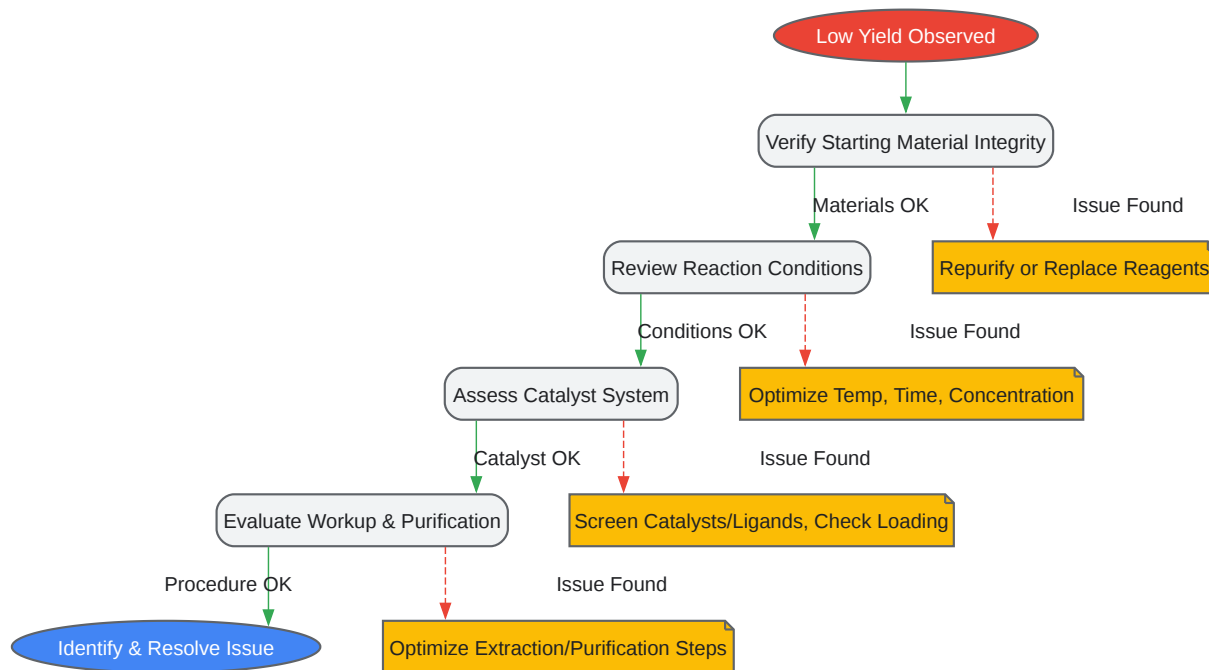 Low Yield Observed
Verify Starting Material Integrity
Materials OK
Issue Found
Review Reaction Conditions
Repurify or Replace Reagents
Conditions OK
Issue Found
Assess Catalyst System
Optimize Temp, Time, Concentration
Catalyst OK
Issue Found
Evaluate Workup & Purification
Screen Catalysts/Ligands, Check Loading
Procedure OK
Issue Found
Identify & Resolve Issue
Optimize Extraction/Purification Steps